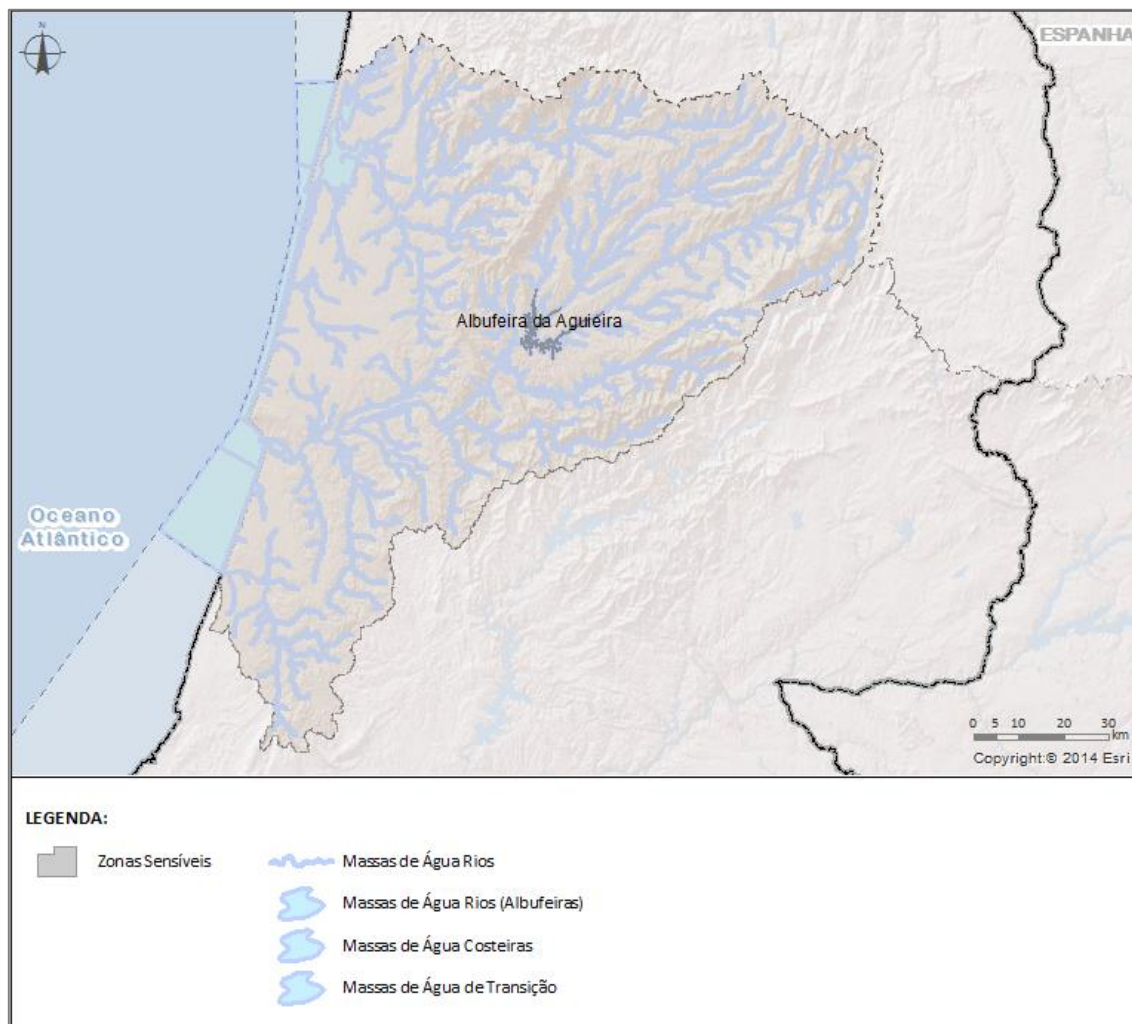 N
ESPANHA
Albufeira da Aguieira
Oceano
Atlântico
0 5 10 20 30
km
Copyright:© 2014 Esri
LEGENDA:
Zonas Sensíveis
Massas de Água Rios
Massas de Água Rios (Albufeiras)
Massas de Água Costeiras
Massas de Água de Transição